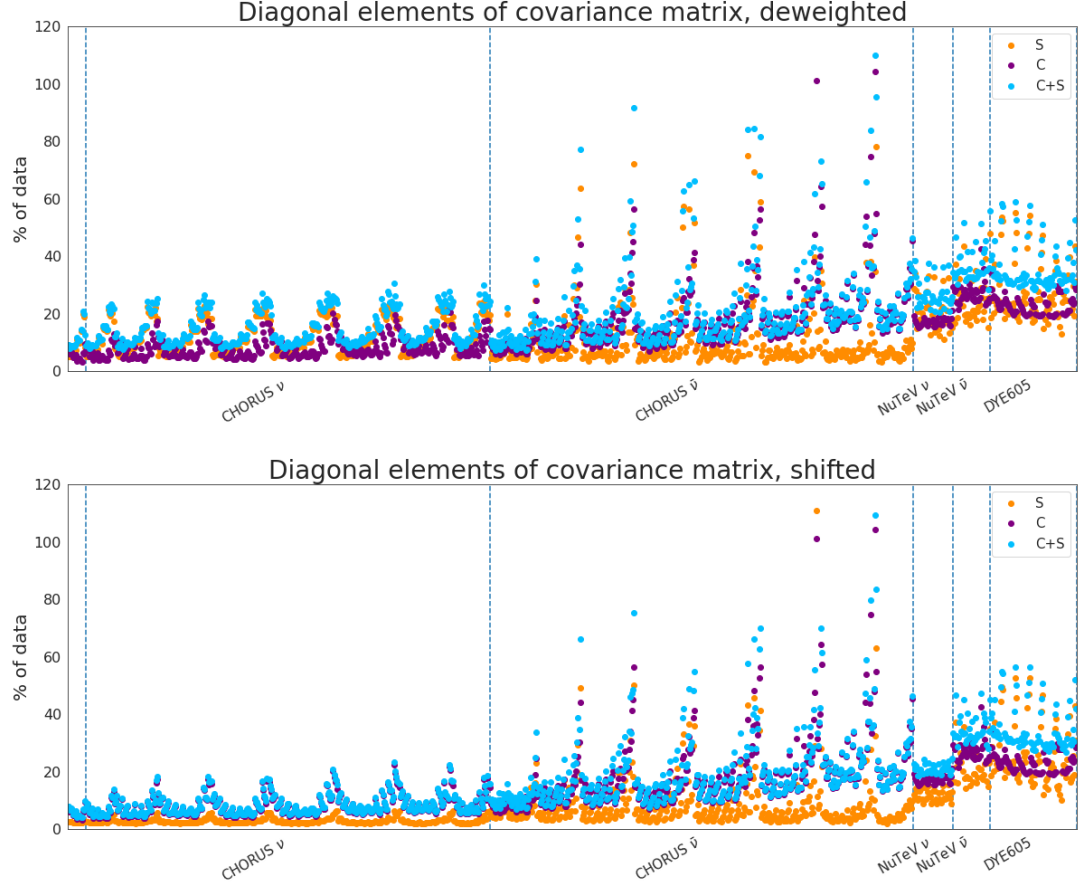 Diagonal elements of covariance matrix, deweighted
120
100
80
60
40
20
0
% of data
S
C
C+S
CHORUS ν
CHORUS ν̄
NuTeV ν
NuTeV ν̄
DYE605
Diagonal elements of covariance matrix, shifted
120
100
80
60
40
20
0
% of data
S
C
C+S
CHORUS ν
CHORUS ν̄
NuTeV ν
NuTeV ν̄
DYE605